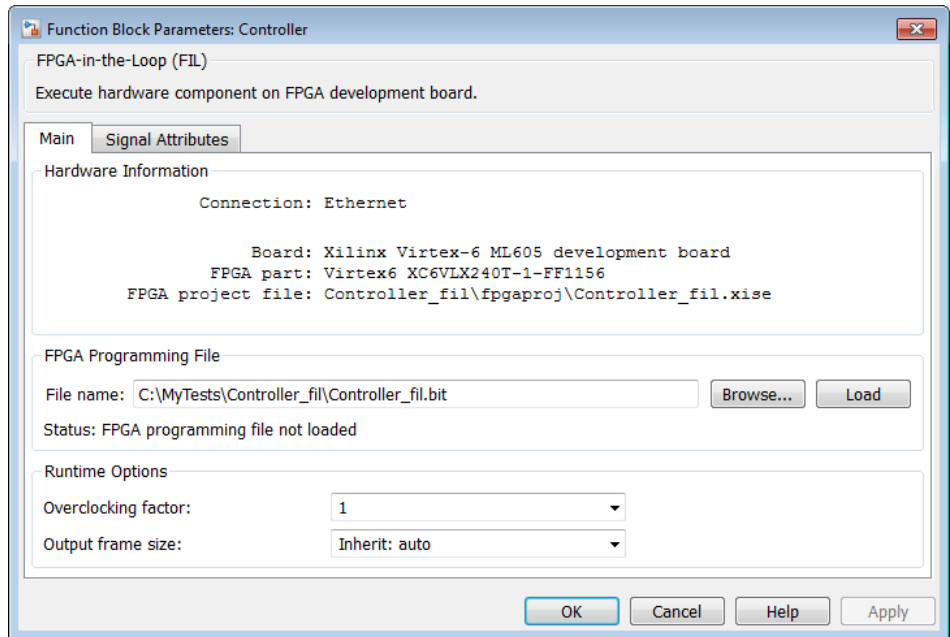 Function Block Parameters: Controller
FPGA-in-the-Loop (FIL)
Execute hardware component on FPGA development board.
Main Signal Attributes
Hardware Information
Connection: Ethernet
Board: Xilinx Virtex-6 ML605 development board
FPGA part: Virtex6 XC6VLX240T-1-FF1156
FPGA project file: Controller_fil\fpgaproj\Controller_fil.xise
FPGA Programming File
File name: C:\MyTests\Controller_fil\Controller_fil.bit Browse... Load
Status: FPGA programming file not loaded
Runtime Options
Overclocking factor: 1
Output frame size: Inherit: auto
OK Cancel Help Apply